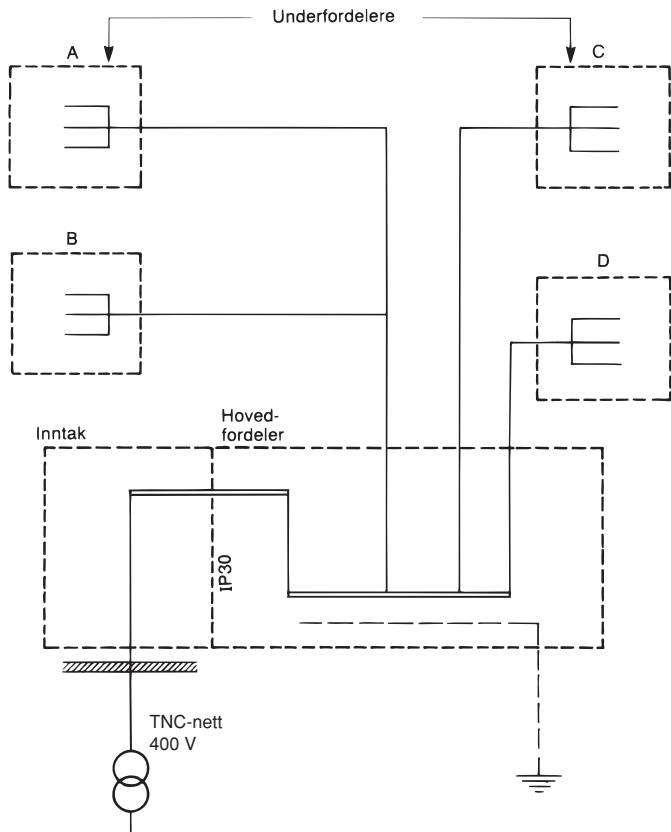 Underfordelere
A
C
B
D
Inntak
Hoved-
fordeler
IP30
TNC-nett
400 V